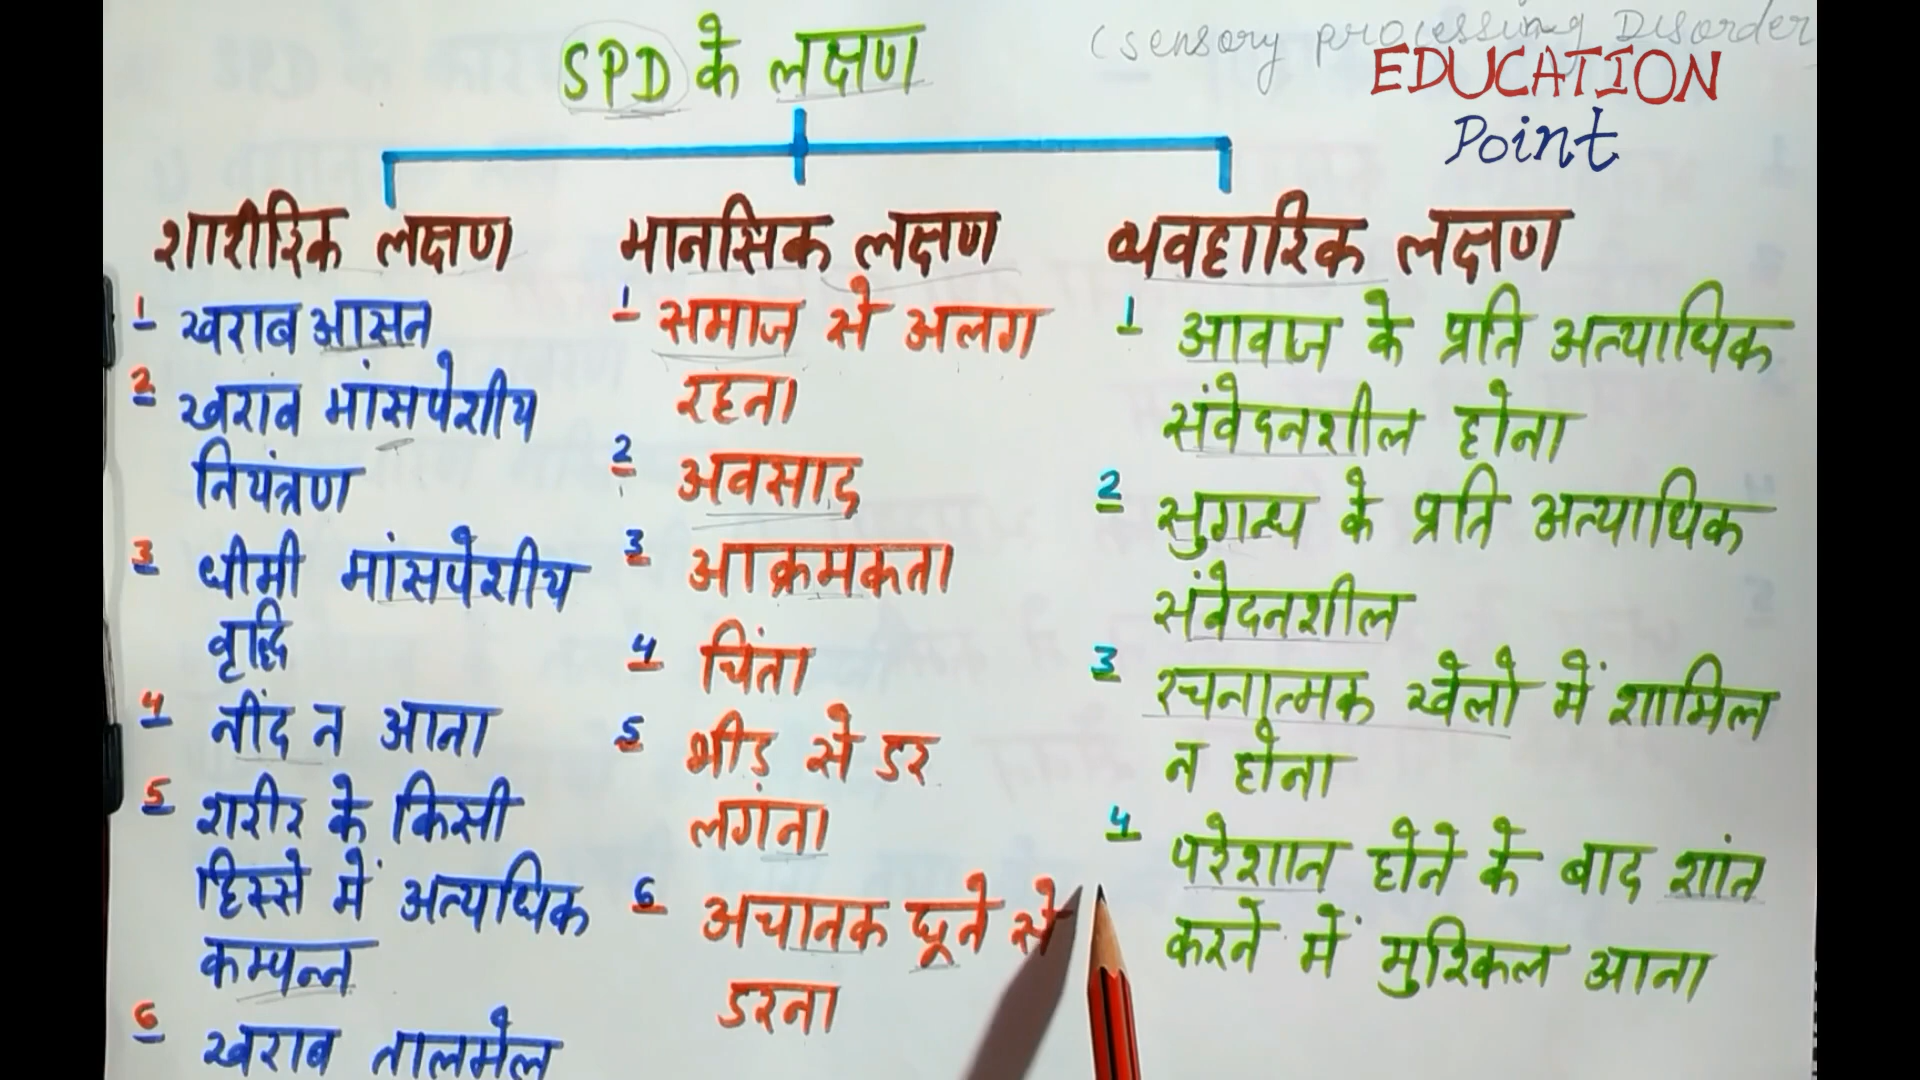 (Sensory processing Disorder
SPD के लक्षण
EDUCATION
Point
शारीरिक लक्षण
1 खराब आसन
2 खराब मांसपेशीय
नियंत्रण
3 धीमी मांसपेशीय
वृद्धि
4 नींद न आना
5 शरीर के किसी
हिस्से में अत्यधिक
कम्पन्न
6 खराब तालमेल
मानसिक लक्षण
1 समाज से अलग
रहना
2 अवसाद
3 आक्रमकता
4 चिंता
5 भीड़ से डर
लगंना
6 अचानक छूने से
डरना
व्यवहारिक लक्षण
1 आवाज के प्रति अत्याधिक
संवेदनशील होना
2 सुगन्ध के प्रति अत्याधिक
संवेदनशील
3 रचनात्मक खेलो में शामिल
न होना
4 परेशान होने के बाद शांत
करने में मुश्किल आना